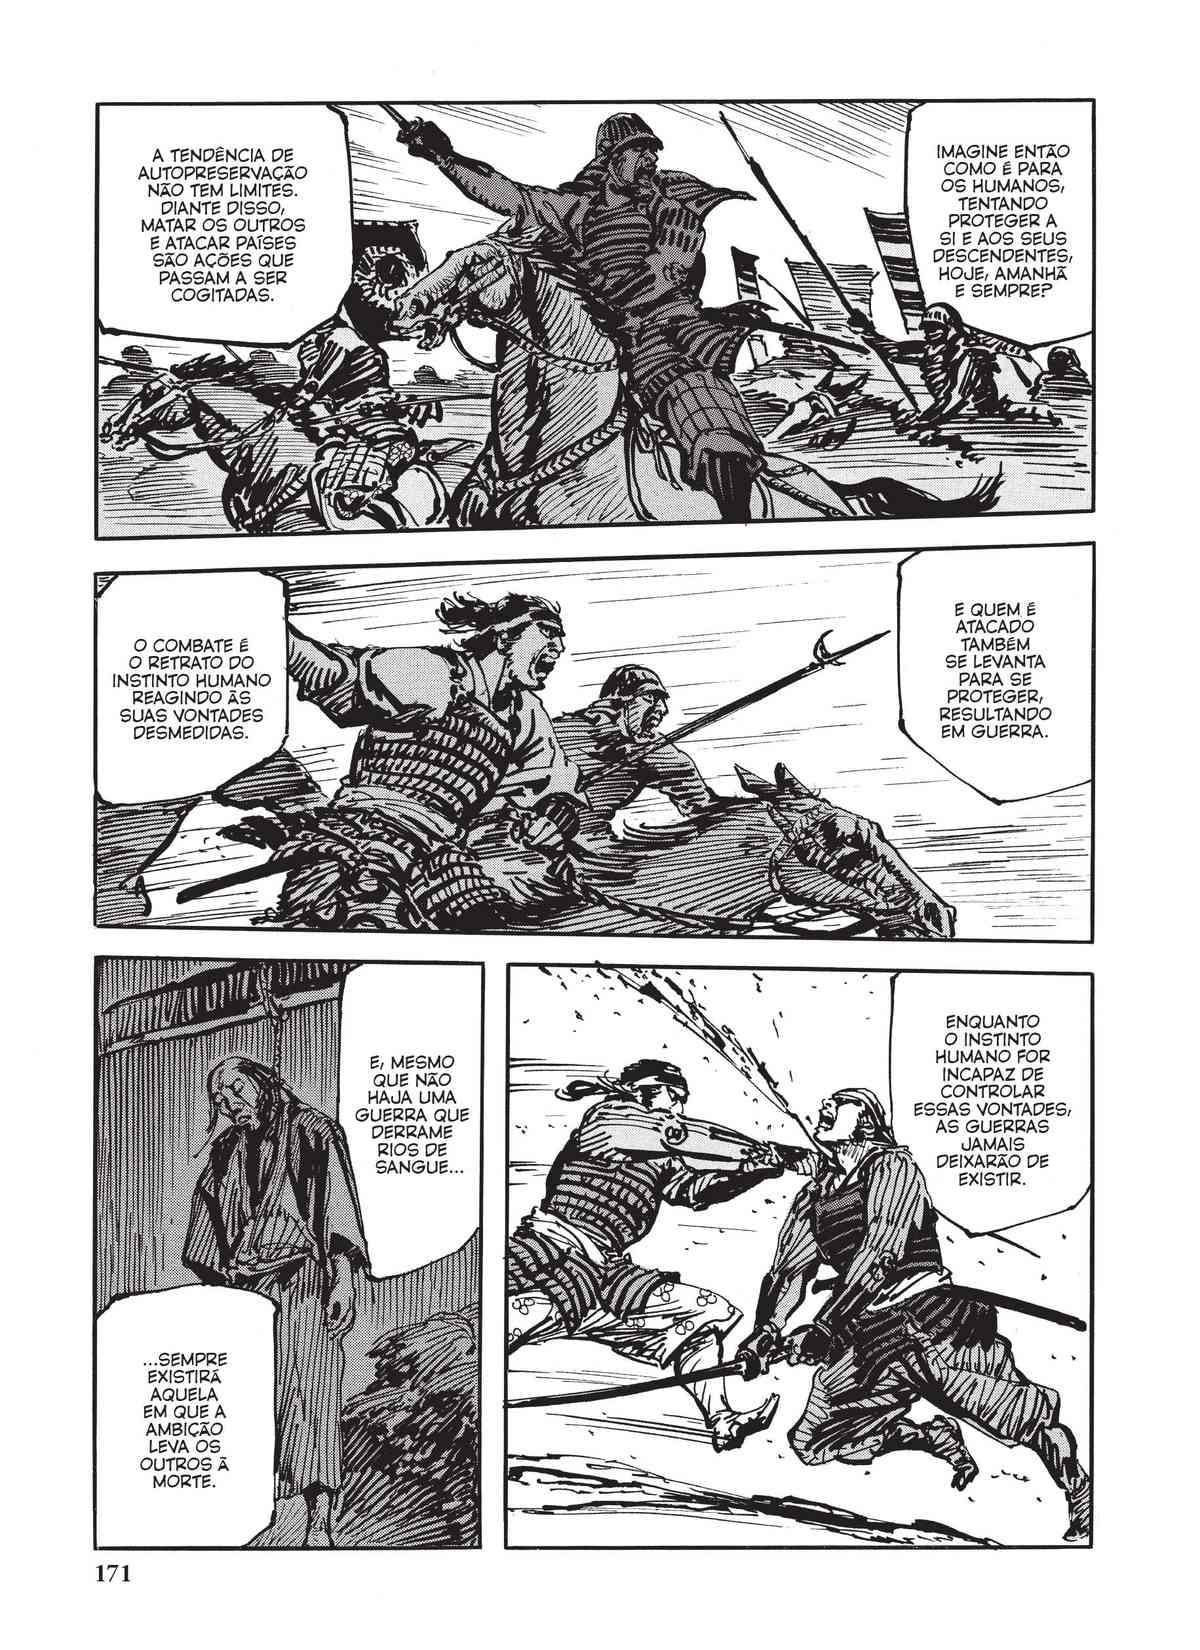 IMAGINE ENTÃO
COMO É PARA
OS HUMANOS,
TENTANDO
PROTEGER A
SI E AOS SEUS
DESCENDENTES,
HOJE, AMANHÃ
E SEMPRE?
A TENDÊNCIA DE
AUTOPRESERVAÇÃO
NÃO TEM LIMITES.
DIANTE DISSO,
MATAR OS OUTROS
E ATACAR PAÍSES
SÃO AÇÕES QUE
PASSAM A SER
COGITADAS.
E QUEM É
ATACADO
TAMBÉM
SE LEVANTA
PARA SE
PROTEGER,
RESULTANDO
EM GUERRA.
O COMBATE É
O RETRATO DO
INSTINTO HUMANO
REAGINDO ÀS
SUAS VONTADES
DESMEDIDAS.
ENQUANTO
O INSTINTO
HUMANO FOR
INCAPAZ DE
CONTROLAR
ESSAS VONTADES,
AS GUERRAS
JAMAIS
DEIXARÃO DE
EXISTIR.
E, MESMO
QUE NÃO
HAJA UMA
GUERRA QUE
DERRAME
RIOS DE
SANGUE...
...SEMPRE
EXISTIRÁ
AQUELA
EM QUE A
AMBIÇÃO
LEVA OS
OUTROS À
MORTE.
171